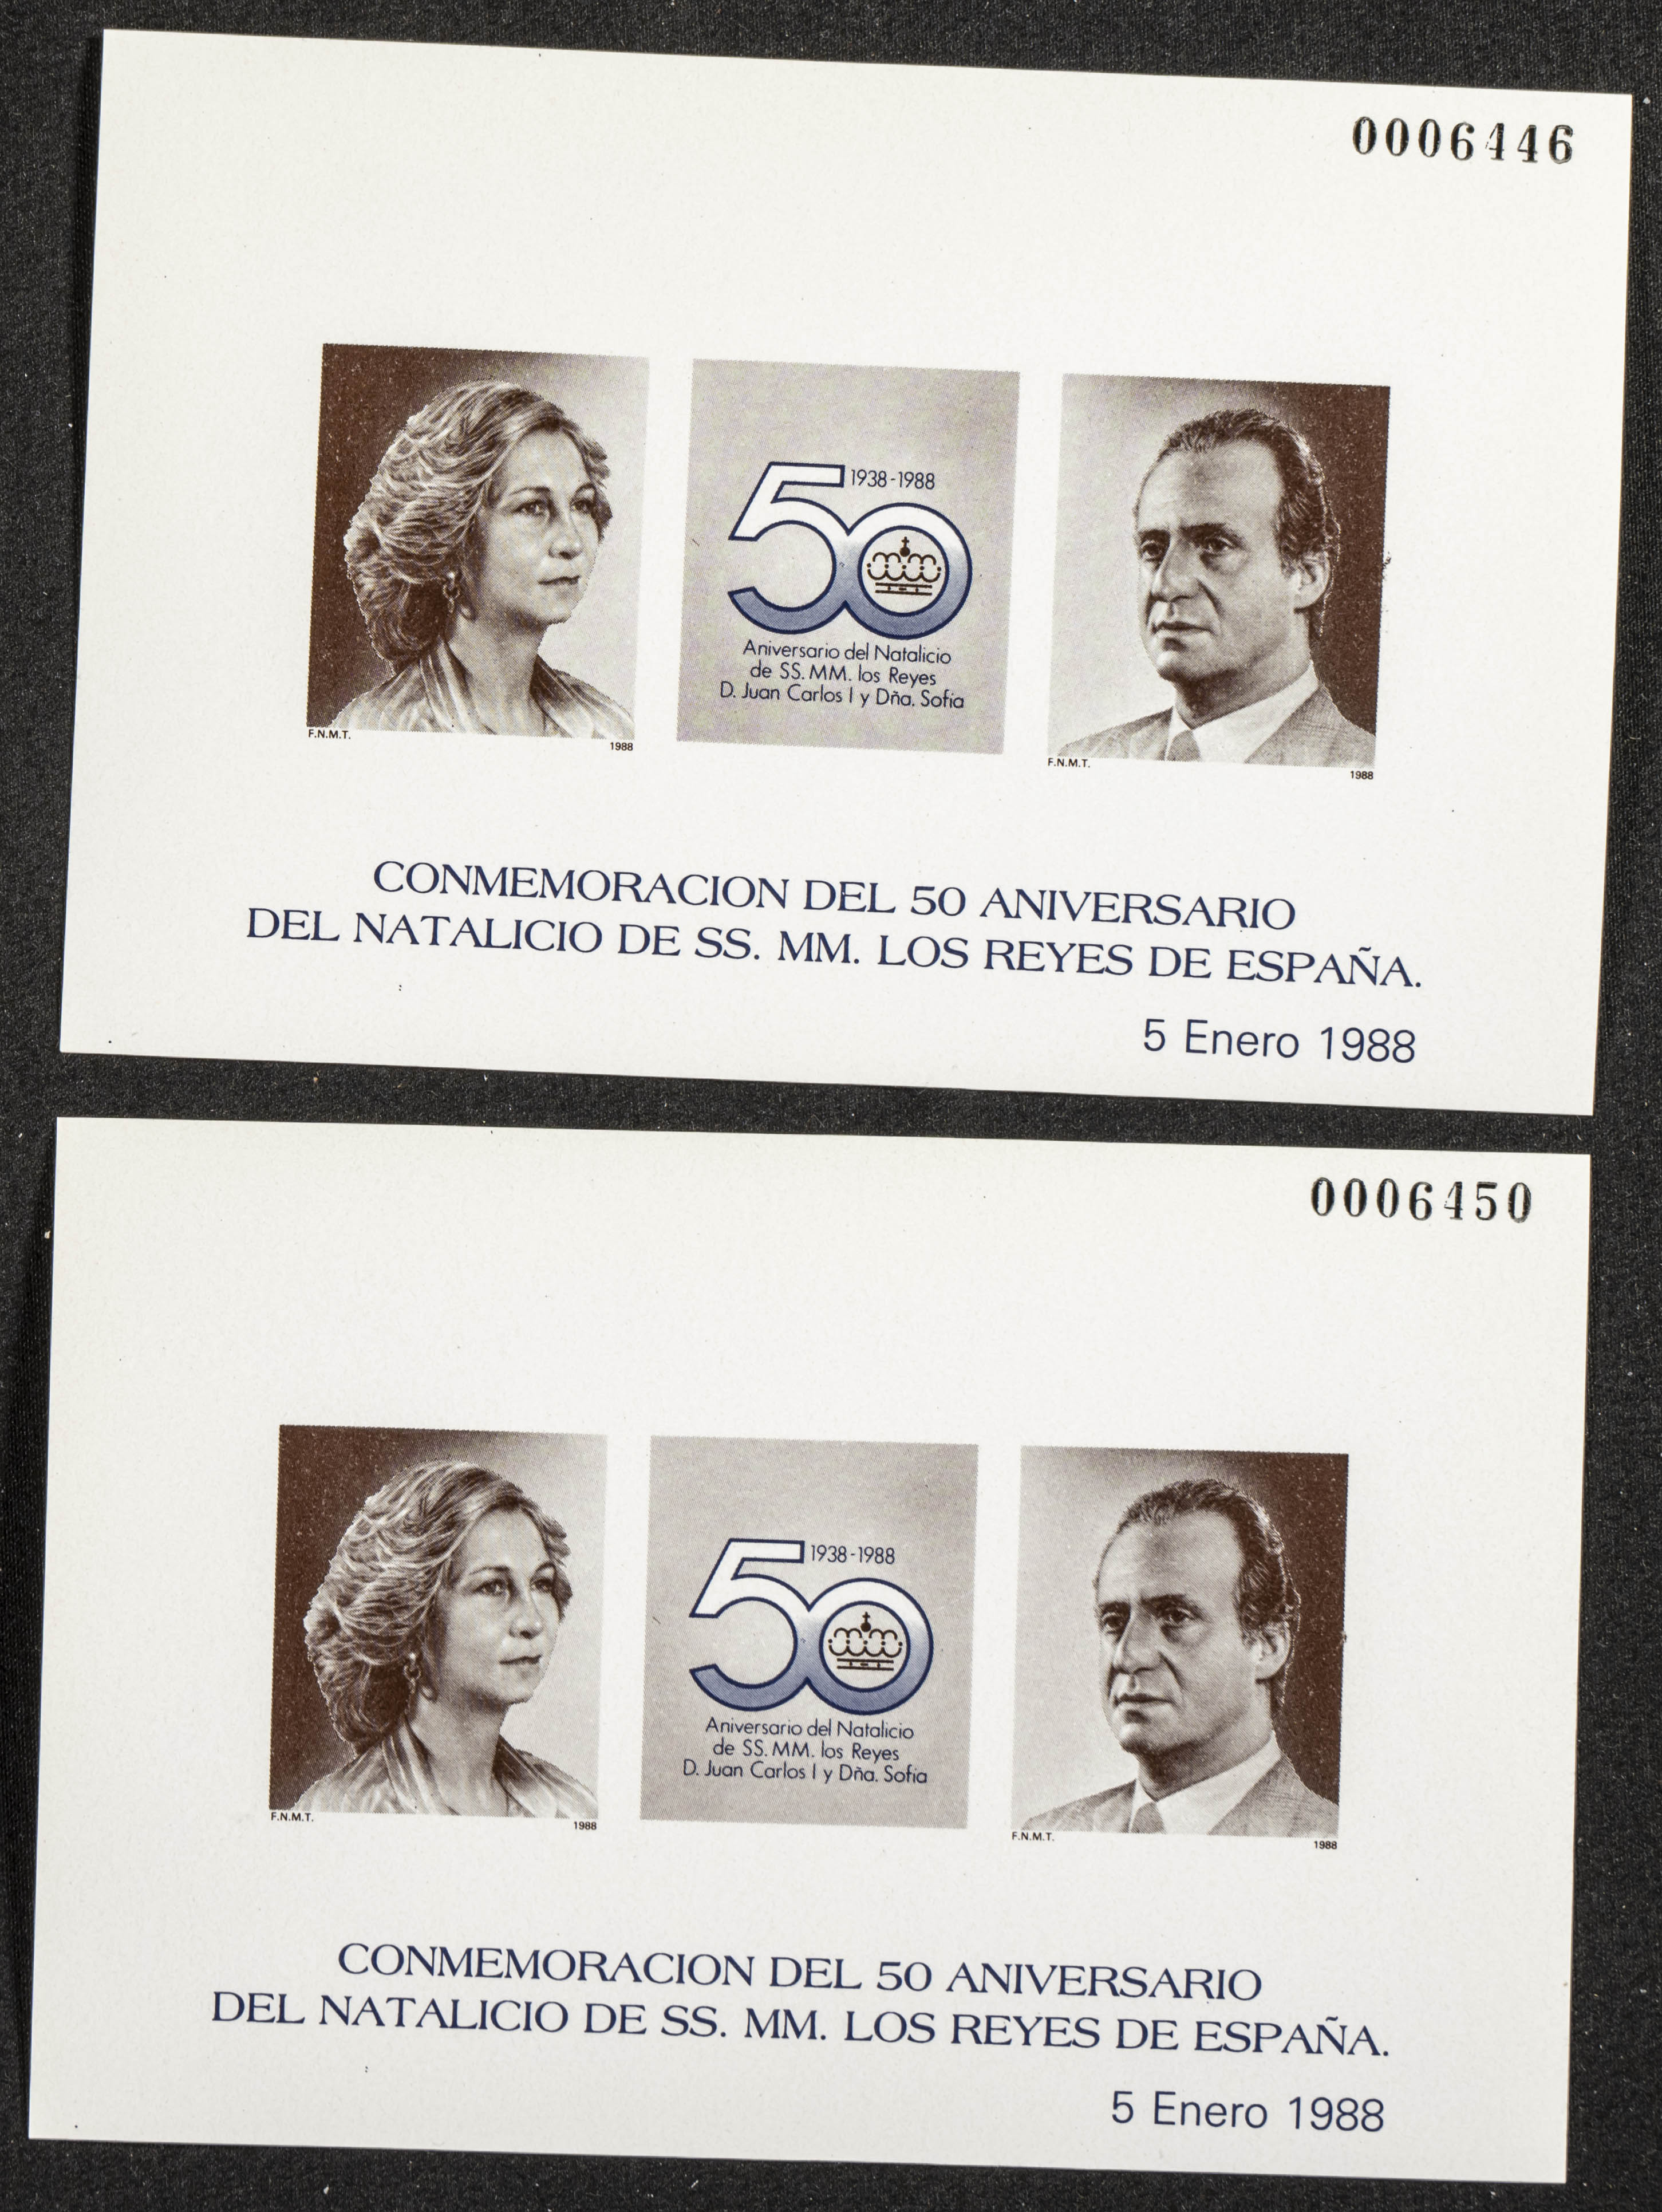 0006446
1938-1988
50
Aniversario del Natalicio
de SS. MM. los Reyes
D. Juan Carlos I y Dña. Sofía
F.N.M.T.
1988
F.N.M.T.
1988
CONMEMORACION DEL 50 ANIVERSARIO
DEL NATALICIO DE SS. MM. LOS REYES DE ESPAÑA.
5 Enero 1988
0006450
1938-1988
50
Aniversario del Natalicio
de SS. MM. los Reyes
D. Juan Carlos I y Dña. Sofía
F.N.M.T.
1988
F.N.M.T.
1988
CONMEMORACION DEL 50 ANIVERSARIO
DEL NATALICIO DE SS. MM. LOS REYES DE ESPAÑA.
5 Enero 1988